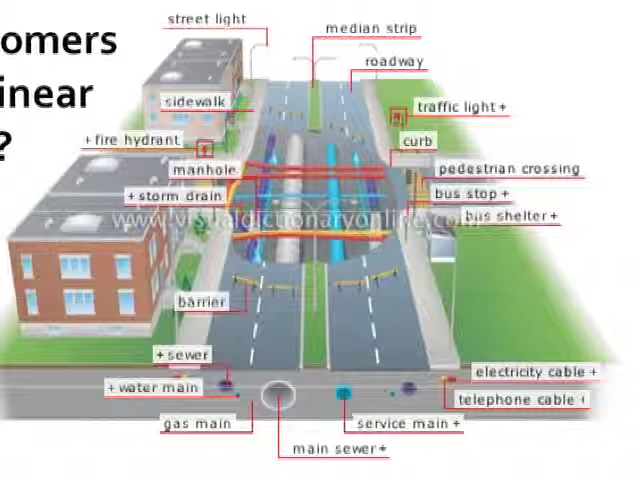 omers
inear
?
street light
median strip
roadway
sidewalk
traffic light +
+ fire hydrant
curb
manhole
pedestrian crossing
+ storm drain
bus stop +
www.visualdictionaryonline.com
bus shelter +
barrier
+ sewer
electricity cable +
+ water main
telephone cable +
gas main
service main +
main sewer +